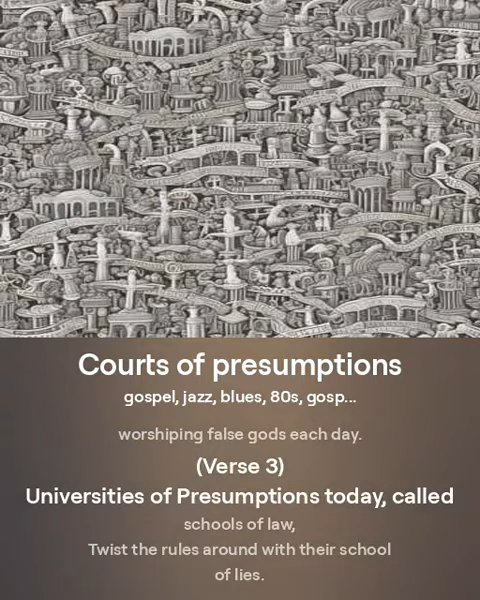 Courts of presumptions
gospel, jazz, blues, 80s, gosp...
worshiping false gods each day.
(Verse 3)
Universities of Presumptions today, called
schools of law,
Twist the rules around with their school
of lies.